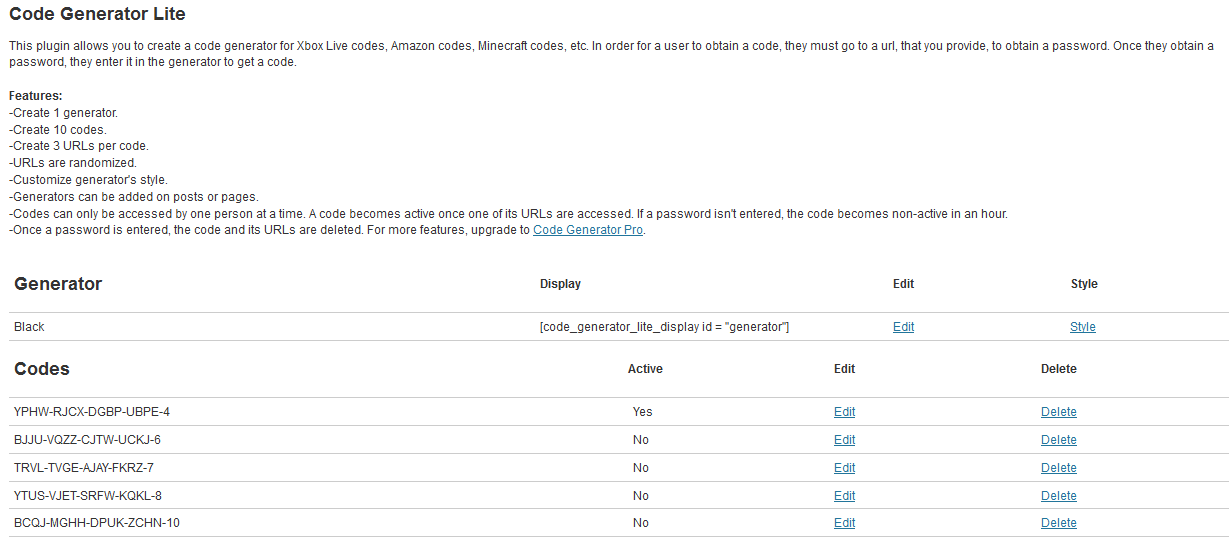 Code Generator Lite
This plugin allows you to create a code generator for Xbox Live codes, Amazon codes, Minecraft codes, etc. In order for a user to obtain a code, they must go to a url, that you provide, to obtain a password. Once they obtain a
password, they enter it in the generator to get a code.
Features:
-Create 1 generator.
-Create 10 codes.
-Create 3 URLs per code.
-URLs are randomized.
-Customize generator's style.
-Generators can be added on posts or pages.
-Codes can only be accessed by one person at a time. A code becomes active once one of its URLs are accessed. If a password isn't entered, the code becomes non-active in an hour.
-Once a password is entered, the code and its URLs are deleted. For more features, upgrade to Code Generator Pro.
Generator Display Edit Style
Black [code_generator_lite_display id = "generator"] Edit Style
Codes Active Edit Delete
YPHW-RJCX-DGBP-UBPE-4 Yes Edit Delete
BJJU-VQZZ-CJTW-UCKJ-6 No Edit Delete
TRVL-TVGE-AJAY-FKRZ-7 No Edit Delete
YTUS-VJET-SRFW-KQKL-8 No Edit Delete
BCQJ-MGHH-DPUK-ZCHN-10 No Edit Delete